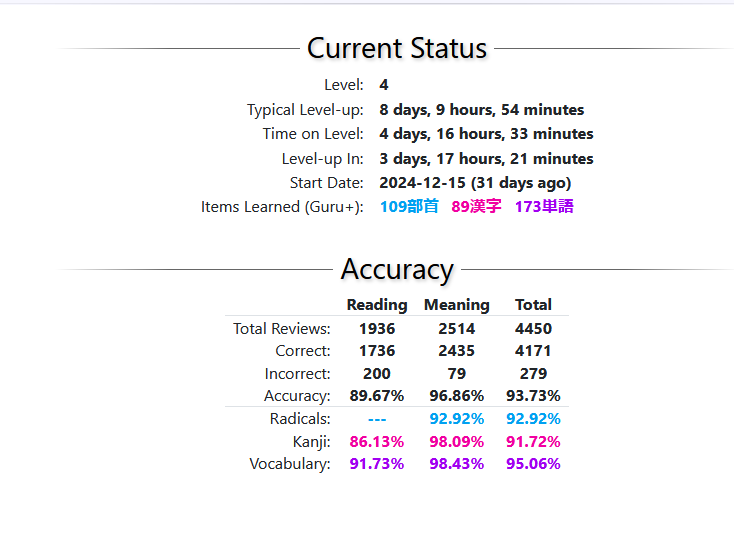 Current Status
Level: 4
Typical Level-up: 8 days, 9 hours, 54 minutes
Time on Level: 4 days, 16 hours, 33 minutes
Level-up In: 3 days, 17 hours, 21 minutes
Start Date: 2024-12-15 (31 days ago)
Items Learned (Guru+): 109部首 89漢字 173単語
Accuracy
Reading Meaning Total
Total Reviews: 1936 2514 4450
Correct: 1736 2435 4171
Incorrect: 200 79 279
Accuracy: 89.67% 96.86% 93.73%
Radicals: --- 92.92% 92.92%
Kanji: 86.13% 98.09% 91.72%
Vocabulary: 91.73% 98.43% 95.06%